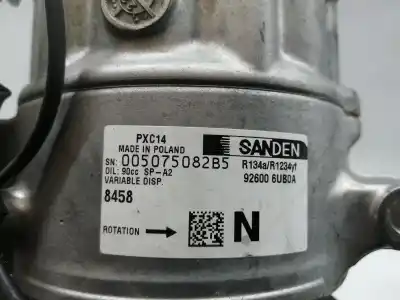 PXC14
MADE IN POLAND
SANDEN
SN: 005075082B5
R134a/R1234yf
OIL: 90cc SP-A2
92600 6UB0A
VARIABLE DISP.
8458
ROTATION
N